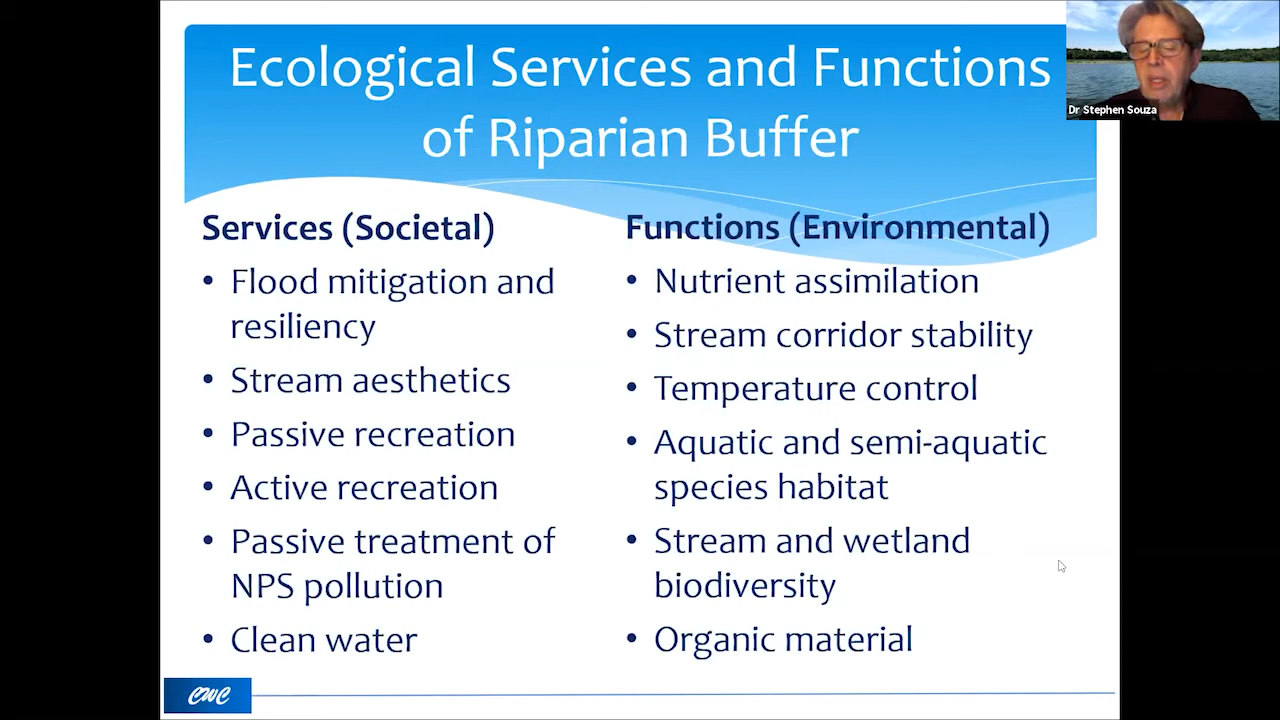 Ecological Services and Functions
of Riparian Buffer
Dr Stephen Souza
Services (Societal)
• Flood mitigation and
resiliency
• Stream aesthetics
• Passive recreation
• Active recreation
• Passive treatment of
NPS pollution
• Clean water
Functions (Environmental)
• Nutrient assimilation
• Stream corridor stability
• Temperature control
• Aquatic and semi-aquatic
species habitat
• Stream and wetland
biodiversity
• Organic material
CWC